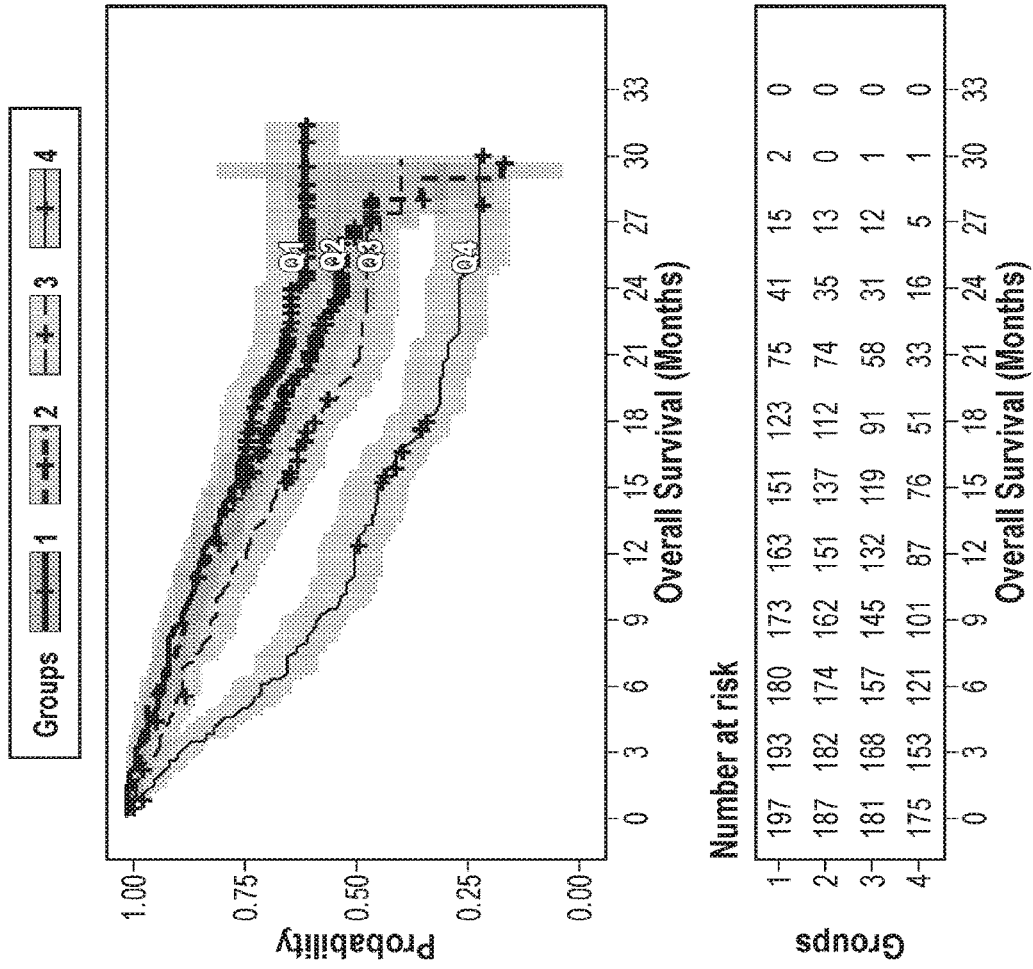 Groups 1 2 3 4
Probability
1.00
0.75
0.50
0.25
0.00
Q1
Q2
Q3
Q4
0 3 6 9 12 15 18 21 24 27 30 33
Overall Survival (Months)
Number at risk
Groups
1 197 193 180 173 163 151 123 75 41 15 2 0
2 187 182 174 162 151 137 112 74 35 13 0 0
3 181 168 157 145 132 119 91 58 31 12 1 0
4 175 153 121 101 87 76 51 33 16 5 1 0
0 3 6 9 12 15 18 21 24 27 30 33
Overall Survival (Months)